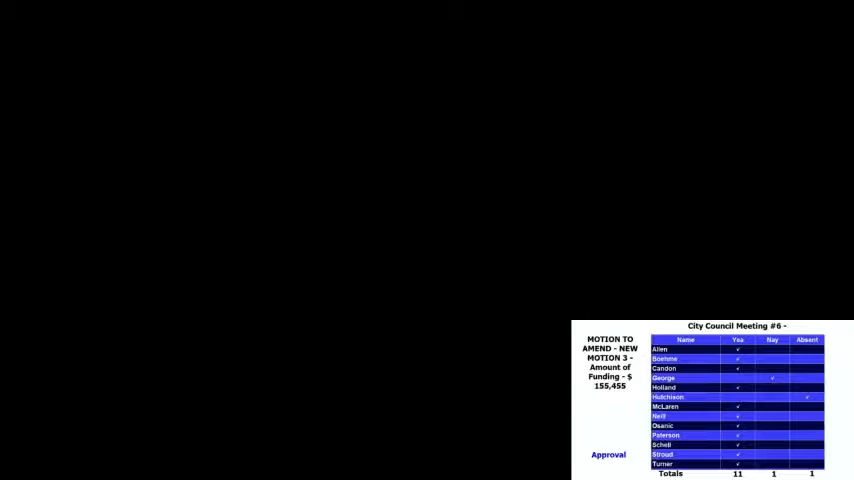 City Council Meeting #6 -
MOTION TO
AMEND - NEW
MOTION 3 -
Amount of
Funding - $
155,455
Approval
Name Yea Nay Absent
Allen ✓
Boehme ✓
Candon ✓
George ✓
Holland ✓
Hutchison ✓
McLaren ✓
Neill ✓
Osanic ✓
Paterson ✓
Schell ✓
Stroud ✓
Turner ✓
Totals 11 1 1